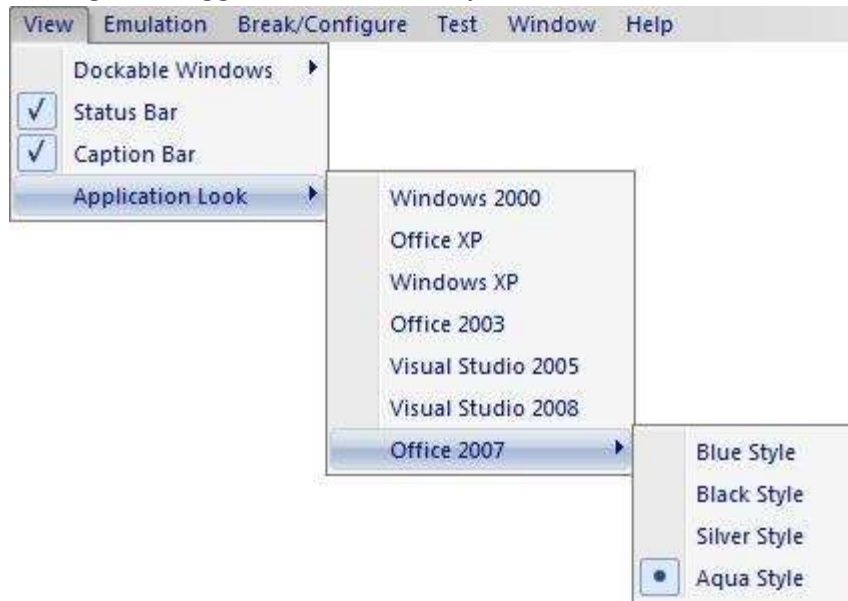 View Emulation Break/Configure Test Window Help
Dockable Windows
Status Bar
Caption Bar
Application Look
Windows 2000
Office XP
Windows XP
Office 2003
Visual Studio 2005
Visual Studio 2008
Office 2007
Blue Style
Black Style
Silver Style
Aqua Style